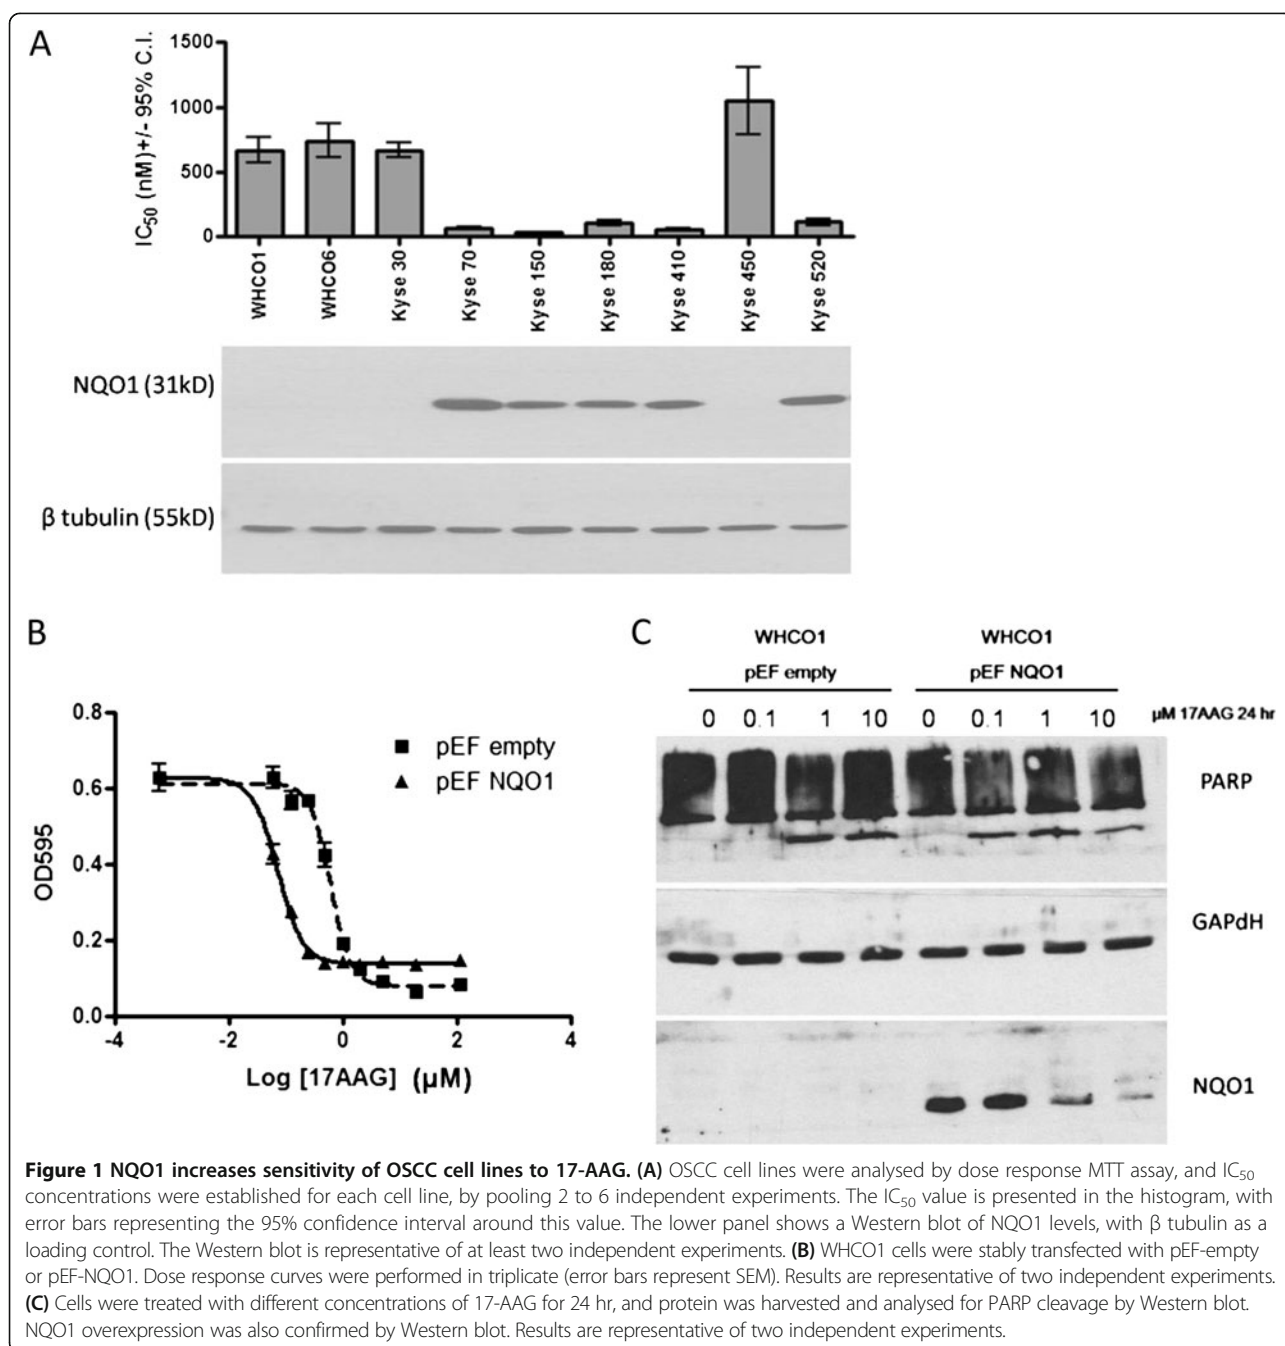 A
IC50 (nM)+/- 95% C.I.
1500
1000
500
0
WHCO1
WHCO6
Kyse 30
Kyse 70
Kyse 150
Kyse 180
Kyse 410
Kyse 450
Kyse 520
NQO1 (31kD)
β tubulin (55kD)
B
OD595
0.8
0.6
0.4
0.2
0.0
-4 -2 0 2 4
Log [17AAG] (μM)
pEF empty
pEF NQO1
C
WHCO1 WHCO1
pEF empty pEF NQO1
0 0.1 1 10 0 0.1 1 10 μM 17AAG 24 hr
PARP
GAPdH
NQO1
Figure 1 NQO1 increases sensitivity of OSCC cell lines to 17-AAG. (A) OSCC cell lines were analysed by dose response MTT assay, and IC50
concentrations were established for each cell line, by pooling 2 to 6 independent experiments. The IC50 value is presented in the histogram, with
error bars representing the 95% confidence interval around this value. The lower panel shows a Western blot of NQO1 levels, with β tubulin as a
loading control. The Western blot is representative of at least two independent experiments. (B) WHCO1 cells were stably transfected with pEF-empty
or pEF-NQO1. Dose response curves were performed in triplicate (error bars represent SEM). Results are representative of two independent experiments.
(C) Cells were treated with different concentrations of 17-AAG for 24 hr, and protein was harvested and analysed for PARP cleavage by Western blot.
NQO1 overexpression was also confirmed by Western blot. Results are representative of two independent experiments.